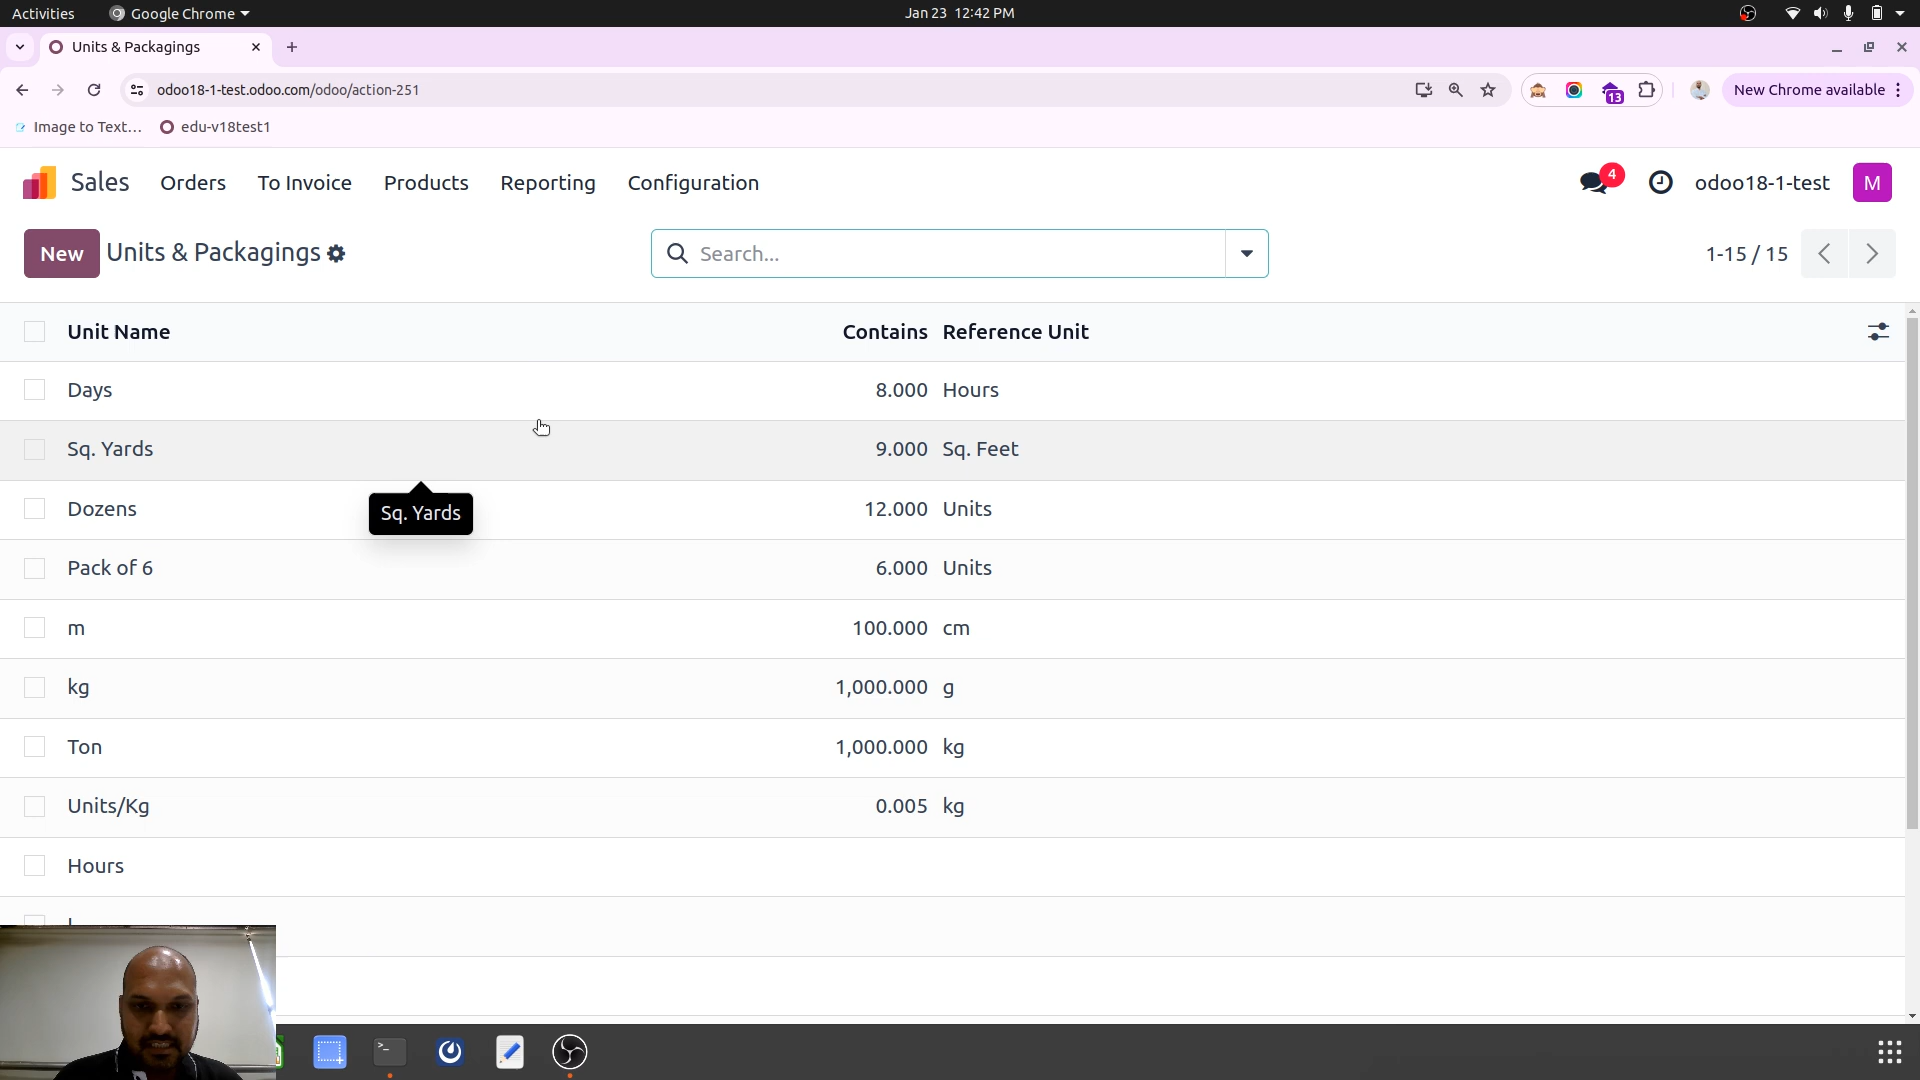 Activities Google Chrome Jan 23 12:42 PM
Units & Packagings
odoo18-1-test.odoo.com/odoo/action-251 13 New Chrome available
Image to Text... edu-v18test1
Sales Orders To Invoice Products Reporting Configuration 4 odoo18-1-test M
New Units & Packagings Search... 1-15 / 15
Unit Name Contains Reference Unit
Days 8.000 Hours
Sq. Yards 9.000 Sq. Feet
Dozens 12.000 Units
Sq. Yards
Pack of 6 6.000 Units
m 100.000 cm
kg 1,000.000 g
Ton 1,000.000 kg
Units/Kg 0.005 kg
Hours